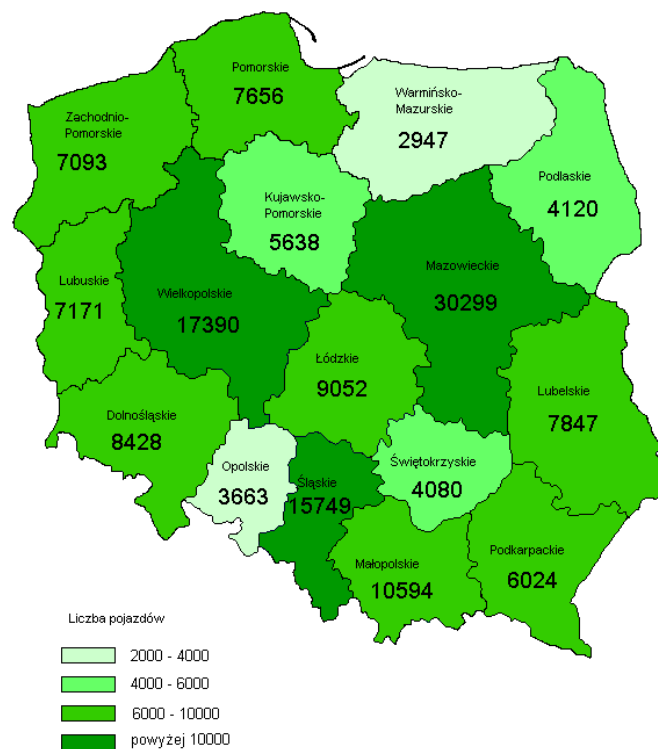 Pomorskie
7656
Warmińsko-
Mazurskie
2947
Zachodnio-
Pomorskie
7093
Podlaskie
4120
Kujawsko-
Pomorskie
5638
Lubuskie
7171
Wielkopolskie
17390
Mazowieckie
30299
Łódzkie
9052
Lubelskie
7847
Dolnośląskie
8428
Opolskie
3663
Śląskie
15749
Świętokrzyskie
4080
Małopolskie
10594
Podkarpackie
6024
Liczba pojazdów
2000 - 4000
4000 - 6000
6000 - 10000
powyżej 10000